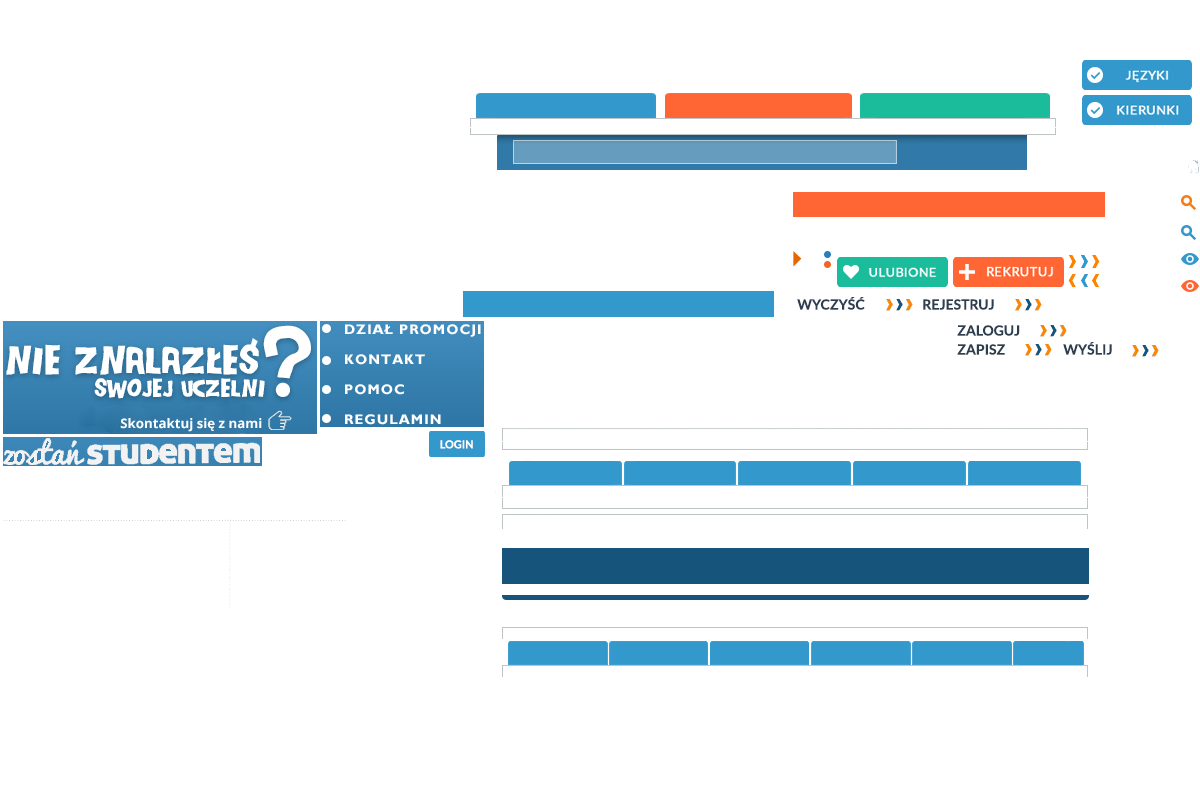 JĘZYKI
KIERUNKI
ULUBIONE
REKRUTUJ
WYCZYŚĆ
REJESTRUJ
ZALOGUJ
ZAPISZ
WYŚLIJ
NIE ZNALAZŁEŚ
SWOJEJ UCZELNI?
Skontaktuj się z nami
DZIAŁ PROMOCJI
KONTAKT
POMOC
REGULAMIN
LOGIN
zostań STUDENTEM